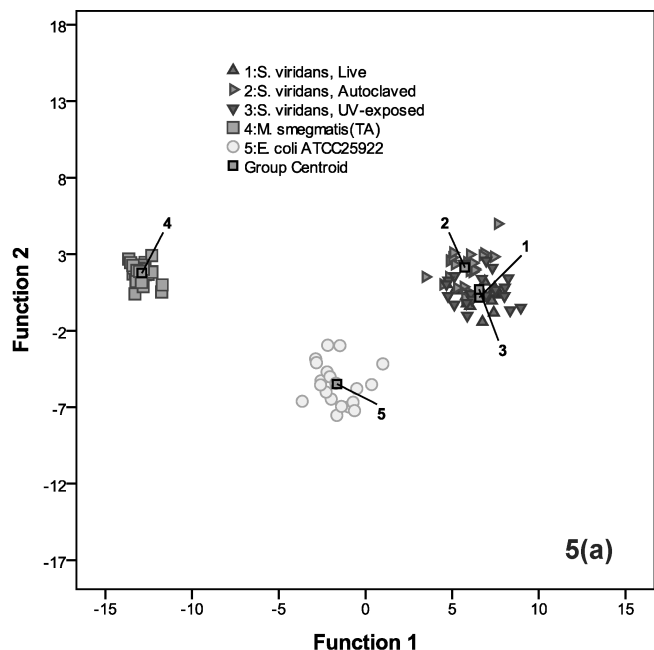 18
13
8
3
-2
-7
-12
-17
Function 2
1:S. viridans, Live
2:S. viridans, Autoclaved
3:S. viridans, UV-exposed
4:M. smegmatis(TA)
5:E. coli ATCC25922
Group Centroid
4
2
1
3
5
5(a)
-15
-10
-5
0
5
10
15
Function 1